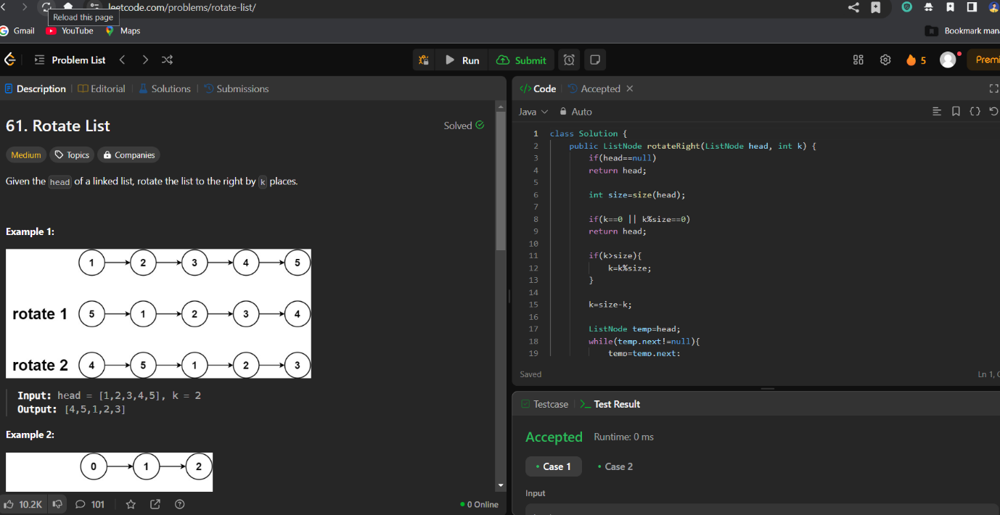 leetcode.com/problems/rotate-list/
Reload this page
Gmail YouTube Maps Bookmark man
Problem List Run Submit 5 Premi
Description Editorial Solutions Submissions
61. Rotate List
Solved
Medium Topics Companies
Given the head of a linked list, rotate the list to the right by k places.
Example 1:
1 2 3 4 5
rotate 1 5 1 2 3 4
rotate 2 4 5 1 2 3
Input: head = [1,2,3,4,5], k = 2
Output: [4,5,1,2,3]
Example 2:
0 1 2
10.2K 101 0 Online
</> Code Accepted
Java Auto
1 class Solution {
2 public ListNode rotateRight(ListNode head, int k) {
3 if(head==null)
4 return head;
5
6 int size=size(head);
7
8 if(k==0 || k%size==0)
9 return head;
10
11 if(k>size){
12 k=k%size;
13 }
14
15 k=size-k;
16
17 ListNode temp=head;
18 while(temp.next!=null){
19 temp=temp.next;
Saved Ln 1,
Testcase >_ Test Result
Accepted Runtime: 0 ms
• Case 1 • Case 2
Input